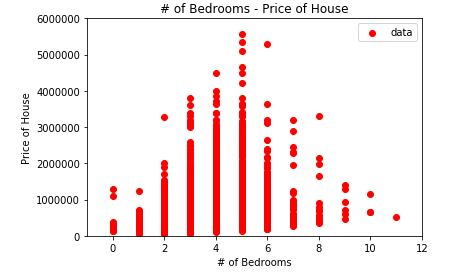 # of Bedrooms - Price of House
data
Price of House
6000000
5000000
4000000
3000000
2000000
1000000
0
0 2 4 6 8 10 12
# of Bedrooms